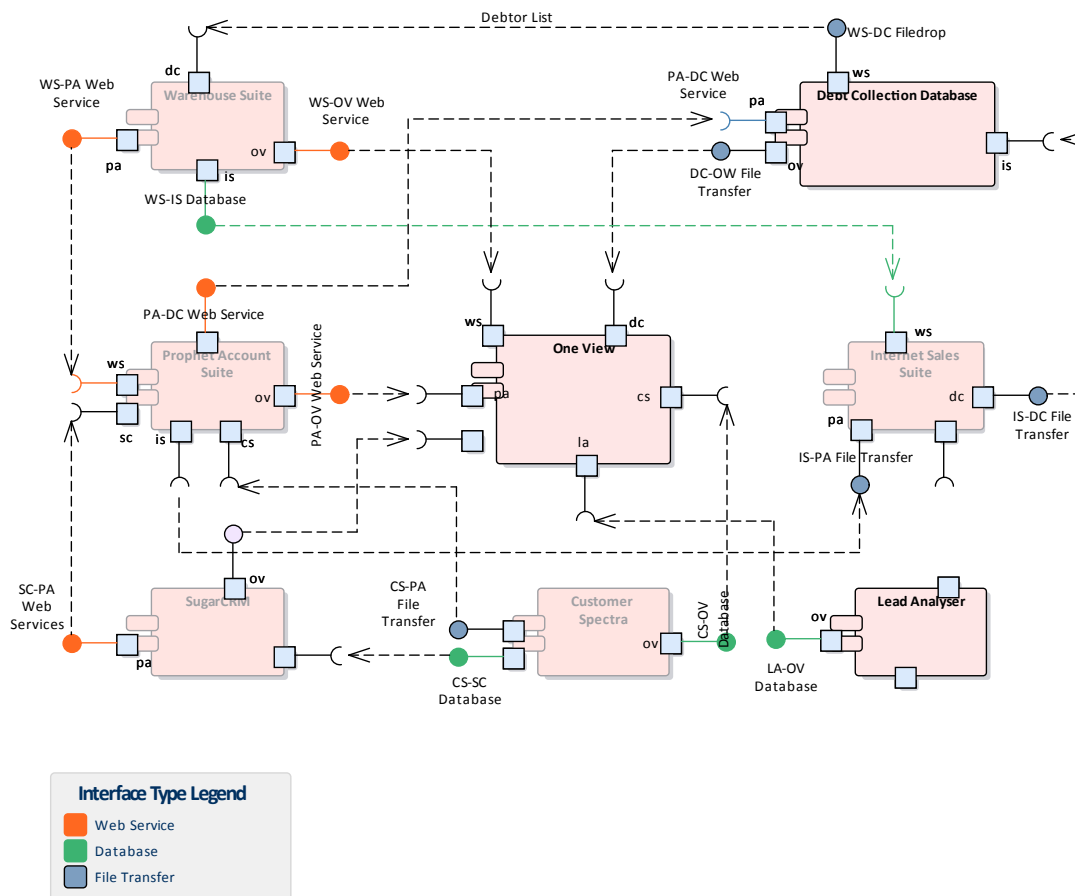 Debtor List
WS-DC Filedrop
dc
ws
WS-PA Web
Service
Warehouse Suite
WS-OV Web
Service
PA-DC Web
Service
pa
Debt Collection Database
pa
ov
is
WS-IS Database
ov
DC-OW File
Transfer
is
PA-DC Web Service
ws
dc
ws
Prophet Account
Suite
ws
ov
sc
is
cs
PA-OV Web Service
One View
pa
cs
la
Internet Sales
Suite
dc
pa
IS-DC File
Transfer
IS-PA File Transfer
SC-PA
Web
Services
ov
SugarCRM
pa
CS-PA
File
Transfer
Customer
Spectra
ov
CS-SC
Database
CS-OV
Database
Lead Analyser
ov
LA-OV
Database
Interface Type Legend
Web Service
Database
File Transfer